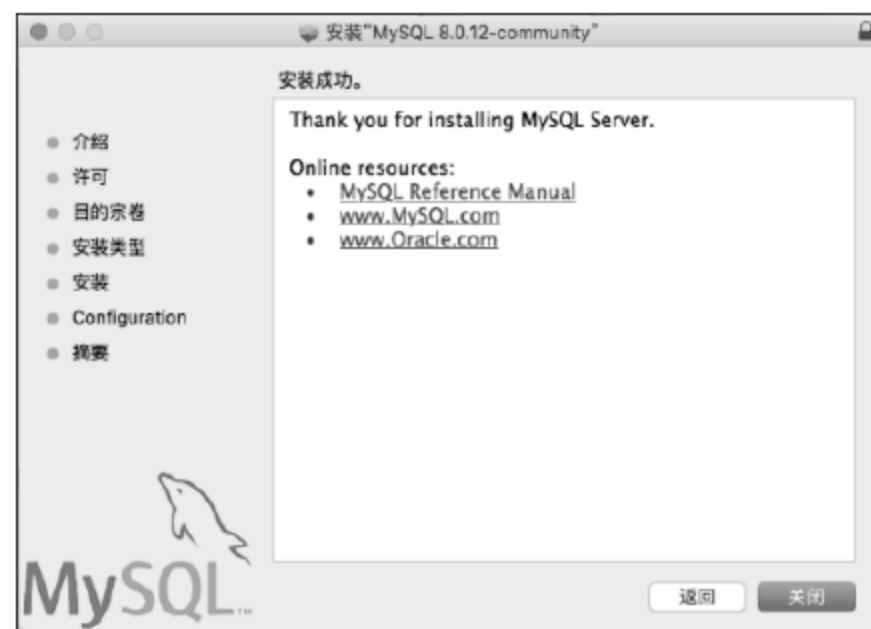 安装"MySQL 8.0.12-community"
安装成功。
介绍
许可
目的宗卷
安装类型
安装
Configuration
摘要
Thank you for installing MySQL Server.
Online resources:
• MySQL Reference Manual
• www.MySQL.com
• www.Oracle.com
MySQL™
返回
关闭